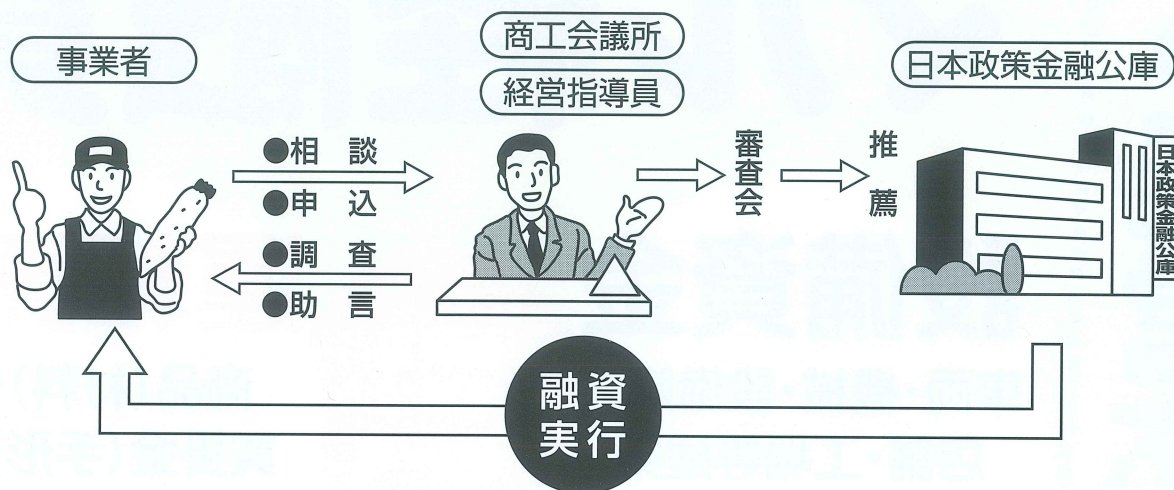 事業者
商工会議所
経営指導員
日本政策金融公庫
●相談
●申込
●調査
●助言
審査会
推薦
日本政策金融公庫
融資
実行